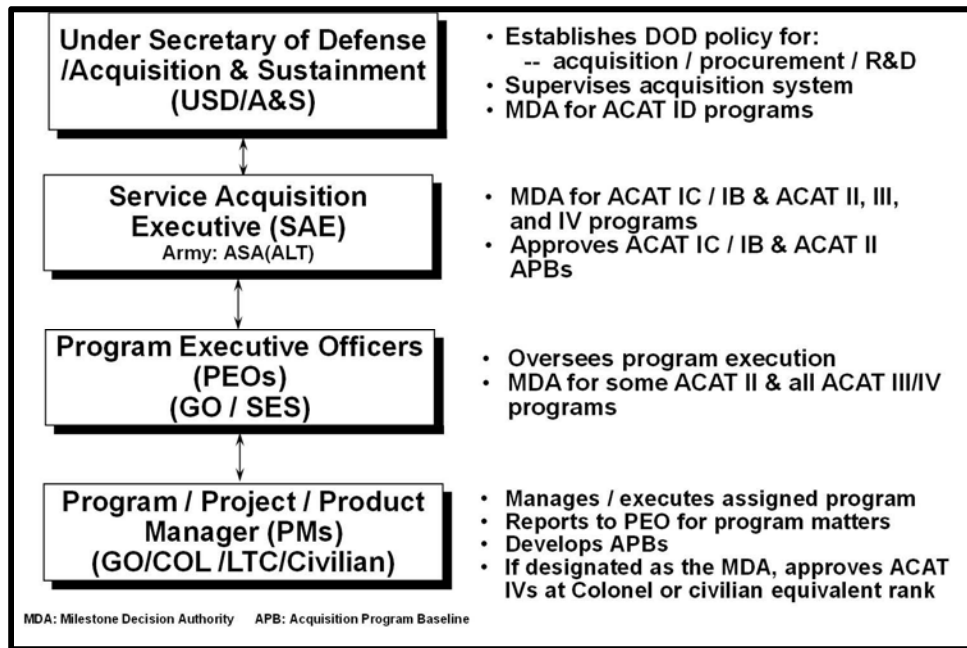 Under Secretary of Defense
/Acquisition & Sustainment
(USD/A&S)
• Establishes DOD policy for:
-- acquisition / procurement / R&D
• Supervises acquisition system
• MDA for ACAT ID programs
Service Acquisition
Executive (SAE)
Army: ASA(ALT)
• MDA for ACAT IC / IB & ACAT II, III,
and IV programs
• Approves ACAT IC / IB & ACAT II
APBs
Program Executive Officers
(PEOs)
(GO / SES)
• Oversees program execution
• MDA for some ACAT II & all ACAT III/IV
programs
Program / Project / Product
Manager (PMs)
(GO/COL /LTC/Civilian)
• Manages / executes assigned program
• Reports to PEO for program matters
• Develops APBs
• If designated as the MDA, approves ACAT
IVs at Colonel or civilian equivalent rank
MDA: Milestone Decision Authority APB: Acquisition Program Baseline